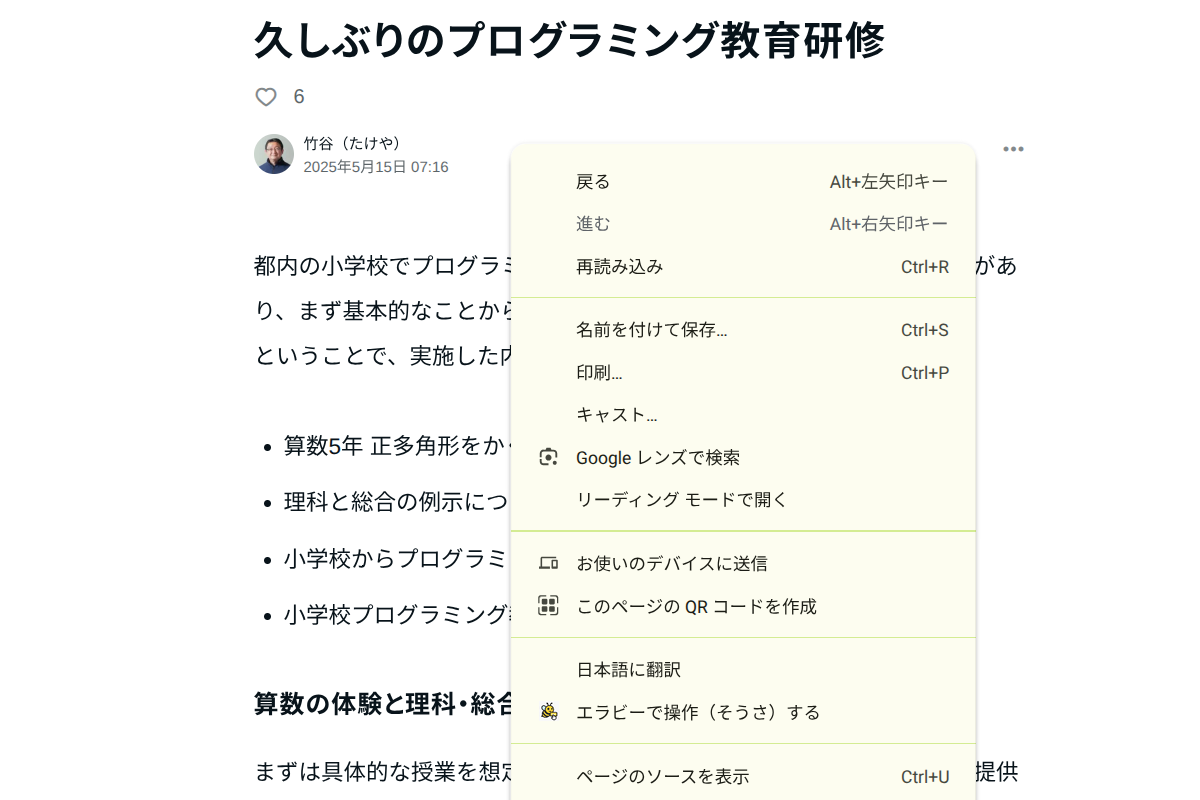 久しぶりのプログラミング教育研修
6
竹谷（たけや）
2025年5月15日 07:16
都内の小学校でプログラミ
があ
り、まず基本的なことから
ということで、実施した内
算数5年 正多角形をかく
理科と総合の例示につ
小学校からプログラミ
小学校プログラミング
算数の体験と理科・総合
まずは具体的な授業を想定
提供
戻る Alt+左矢印キー
進む Alt+右矢印キー
再読み込み Ctrl+R
名前を付けて保存... Ctrl+S
印刷... Ctrl+P
キャスト...
Google レンズで検索
リーディング モードで開く
お使いのデバイスに送信
このページの QR コードを作成
日本語に翻訳
エラビーで操作（そうさ）する
ページのソースを表示 Ctrl+U